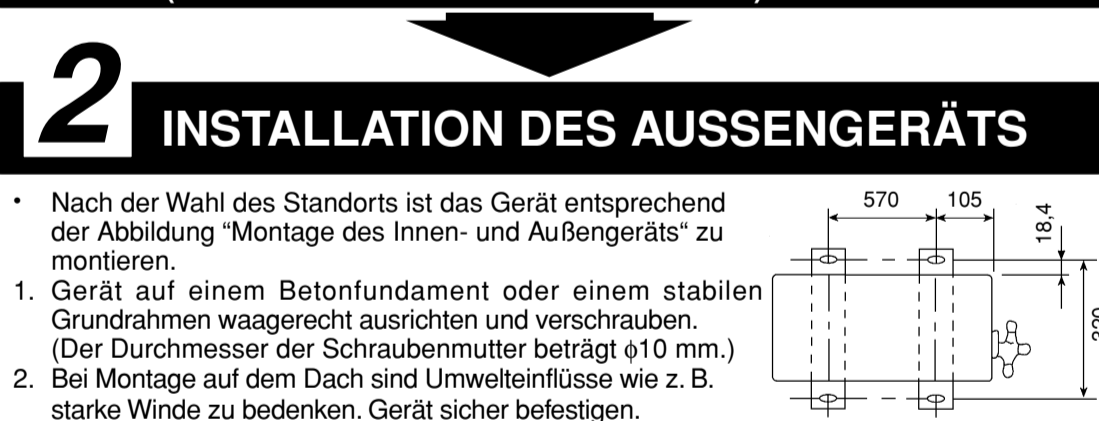 2
INSTALLATION DES AUSSENGERÄTS
• Nach der Wahl des Standorts ist das Gerät entsprechend
der Abbildung “Montage des Innen- und Außengeräts“ zu
montieren.
1. Gerät auf einem Betonfundament oder einem stabilen
Grundrahmen waagerecht ausrichten und verschrauben.
(Der Durchmesser der Schraubenmutter beträgt ϕ10 mm.)
2. Bei Montage auf dem Dach sind Umwelteinflüsse wie z. B.
starke Winde zu bedenken. Gerät sicher befestigen.
570
105
18,4